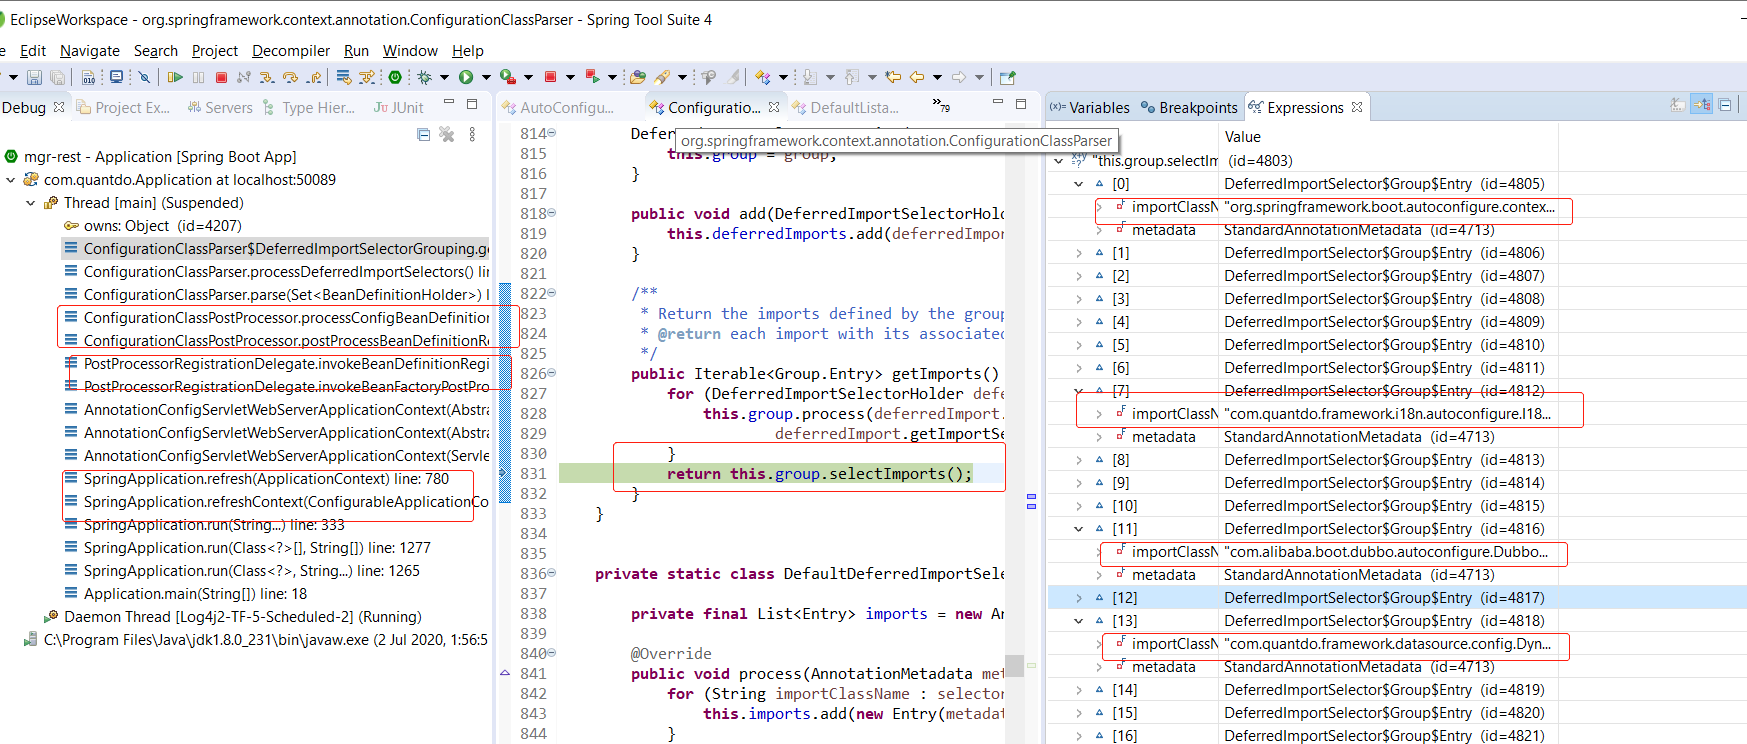 EclipseWorkspace - org.springframework.context.annotation.ConfigurationClassParser - Spring Tool Suite 4
e Edit Navigate Search Project Decompiler Run Window Help
Debug
Project Ex...
Servers
Type Hier...
JUnit
mgr-rest - Application [Spring Boot App]
com.quantdo.Application at localhost:50089
Thread [main] (Suspended)
owns: Object (id=4207)
ConfigurationClassParser$DeferredImportSelectorGrouping.ge
ConfigurationClassParser.processDeferredImportSelectors() lin
ConfigurationClassParser.parse(Set<BeanDefinitionHolder>) l
ConfigurationClassPostProcessor.processConfigBeanDefinition
ConfigurationClassPostProcessor.postProcessBeanDefinitionRe
PostProcessorRegistrationDelegate.invokeBeanDefinitionRegi
PostProcessorRegistrationDelegate.invokeBeanFactoryPostPro
AnnotationConfigServletWebServerApplicationContext(Abstra
AnnotationConfigServletWebServerApplicationContext(Abstra
AnnotationConfigServletWebServerApplicationContext(Servle
SpringApplication.refresh(ApplicationContext) line: 780
SpringApplication.refreshContext(ConfigurableApplicationCo
SpringApplication.run(String...) line: 333
SpringApplication.run(Class<?>[], String[]) line: 1277
SpringApplication.run(Class<?>, String...) line: 1265
Application.main(String[]) line: 18
Daemon Thread [Log4j2-TF-5-Scheduled-2] (Running)
C:\Program Files\Java\jdk1.8.0_231\bin\javaw.exe (2 Jul 2020, 1:56:5
AutoConfigu...
Configuratio...
DefaultLista...
»79
org.springframework.context.annotation.ConfigurationClassParser
814
815 this.group = group;
816 }
817
818 public void add(DeferredImportSelectorHold
819 this.deferredImports.add(deferredImpor
820 }
821
822 /**
823 * Return the imports defined by the group
824 * @return each import with its associated
825 */
826 public Iterable<Group.Entry> getImports()
827 for (DeferredImportSelectorHolder defe
828 this.group.process(deferredImport.
829 deferredImport.getImportSe
830 }
831 return this.group.selectImports();
832 }
833 }
834
835
836 private static class DefaultDeferredImportSele
837
838 private final List<Entry> imports = new Ar
839
840 @Override
841 public void process(AnnotationMetadata met
842 for (String importClassName : selector
843 this.imports.add(new Entry(metadat
844 }
(x)= Variables
Breakpoints
Expressions
Value
"this.group.selectIm (id=4803)
[0] DeferredImportSelector$Group$Entry (id=4805)
importClassN "org.springframework.boot.autoconfigure.contex...
metadata StandardAnnotationMetadata (id=4713)
[1] DeferredImportSelector$Group$Entry (id=4806)
[2] DeferredImportSelector$Group$Entry (id=4807)
[3] DeferredImportSelector$Group$Entry (id=4808)
[4] DeferredImportSelector$Group$Entry (id=4809)
[5] DeferredImportSelector$Group$Entry (id=4810)
[6] DeferredImportSelector$Group$Entry (id=4811)
[7] DeferredImportSelector$Group$Entry (id=4812)
importClassN "com.quantdo.framework.i18n.autoconfigure.I18...
metadata StandardAnnotationMetadata (id=4713)
[8] DeferredImportSelector$Group$Entry (id=4813)
[9] DeferredImportSelector$Group$Entry (id=4814)
[10] DeferredImportSelector$Group$Entry (id=4815)
[11] DeferredImportSelector$Group$Entry (id=4816)
importClassN "com.alibaba.boot.dubbo.autoconfigure.Dubbo...
metadata StandardAnnotationMetadata (id=4713)
[12] DeferredImportSelector$Group$Entry (id=4817)
[13] DeferredImportSelector$Group$Entry (id=4818)
importClassN "com.quantdo.framework.datasource.config.Dyn...
metadata StandardAnnotationMetadata (id=4713)
[14] DeferredImportSelector$Group$Entry (id=4819)
[15] DeferredImportSelector$Group$Entry (id=4820)
[16] DeferredImportSelector$Group$Entry (id=4821)